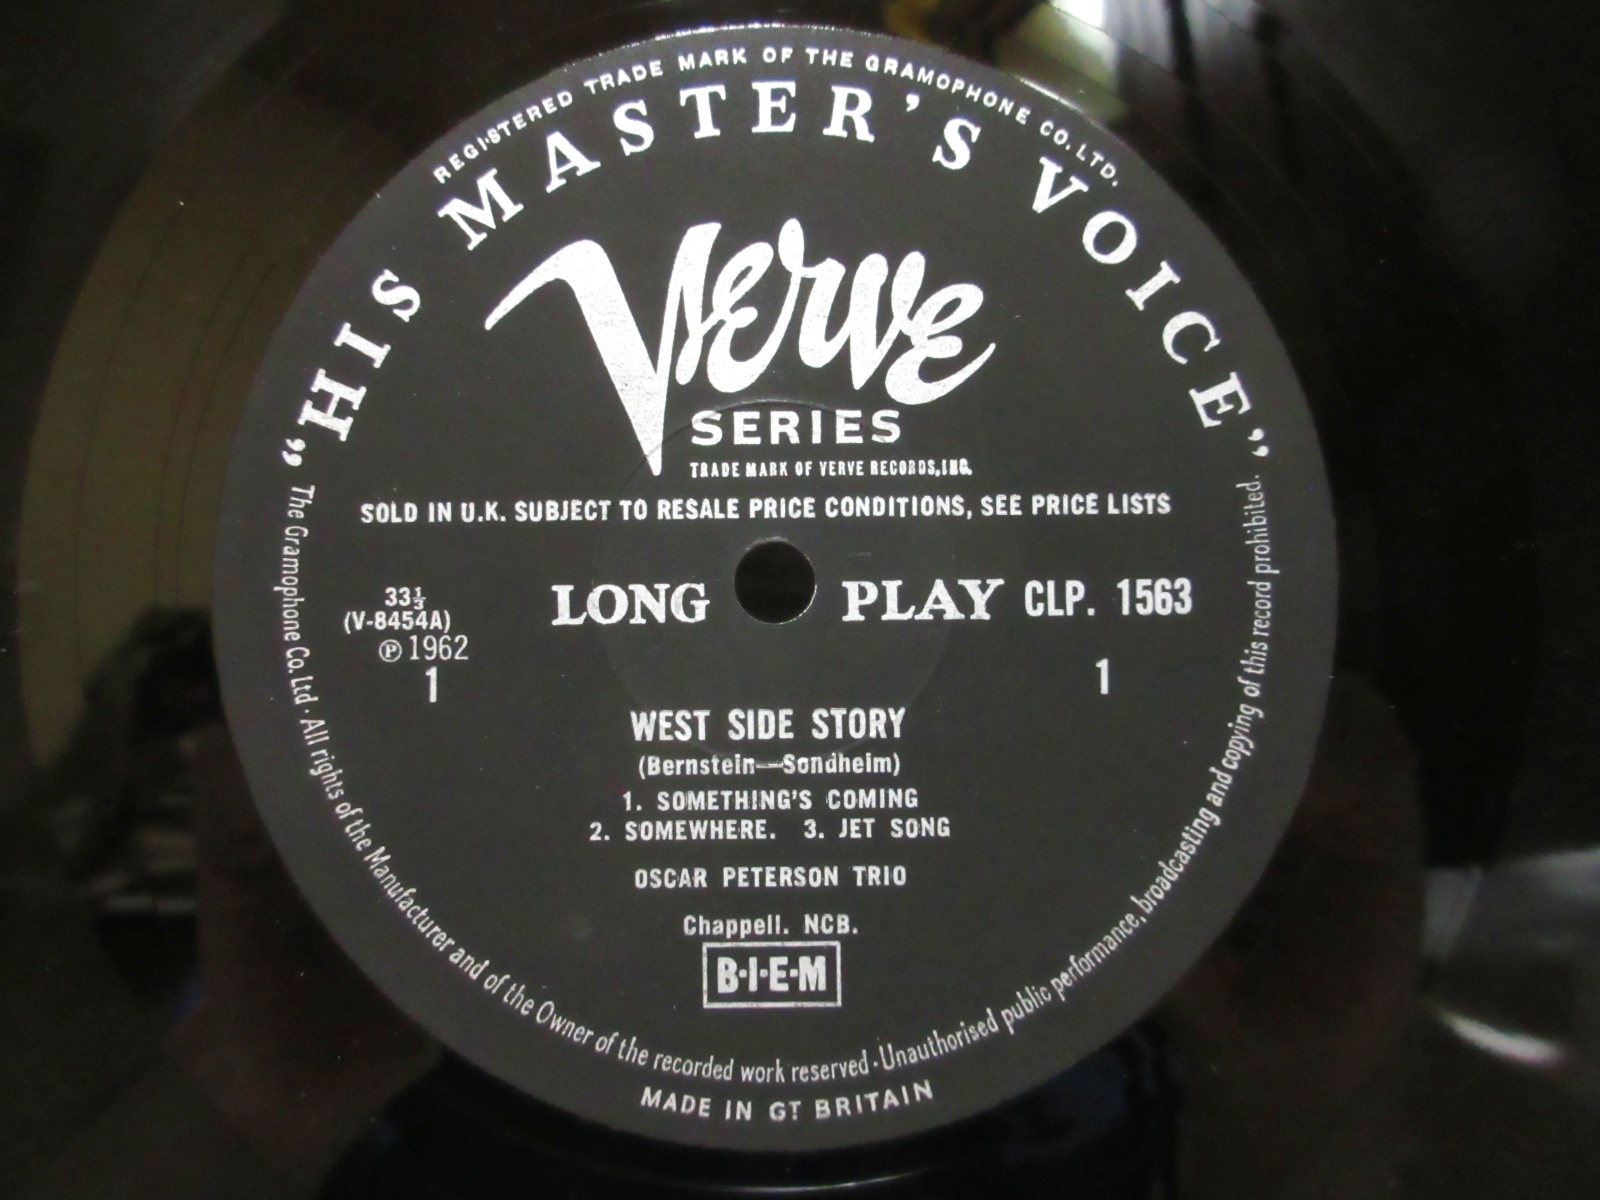 REGISTERED TRADE MARK OF THE GRAMOPHONE CO. LTD.
“HIS MASTER'S VOICE”
Verve
SERIES
TRADE MARK OF VERVE RECORDS, INC.
SOLD IN U.K. SUBJECT TO RESALE PRICE CONDITIONS, SEE PRICE LISTS
33⅓
(V-8454A)
℗ 1962
1
LONG PLAY CLP. 1563
1
WEST SIDE STORY
(Bernstein—Sondheim)
1. SOMETHING'S COMING
2. SOMEWHERE. 3. JET SONG
OSCAR PETERSON TRIO
Chappell. NCB.
B·I·E·M
The Gramophone Co. Ltd · All rights of the Manufacturer and of the Owner of the recorded work reserved · Unauthorised public performance, broadcasting and copying of this record prohibited.
MADE IN GT BRITAIN